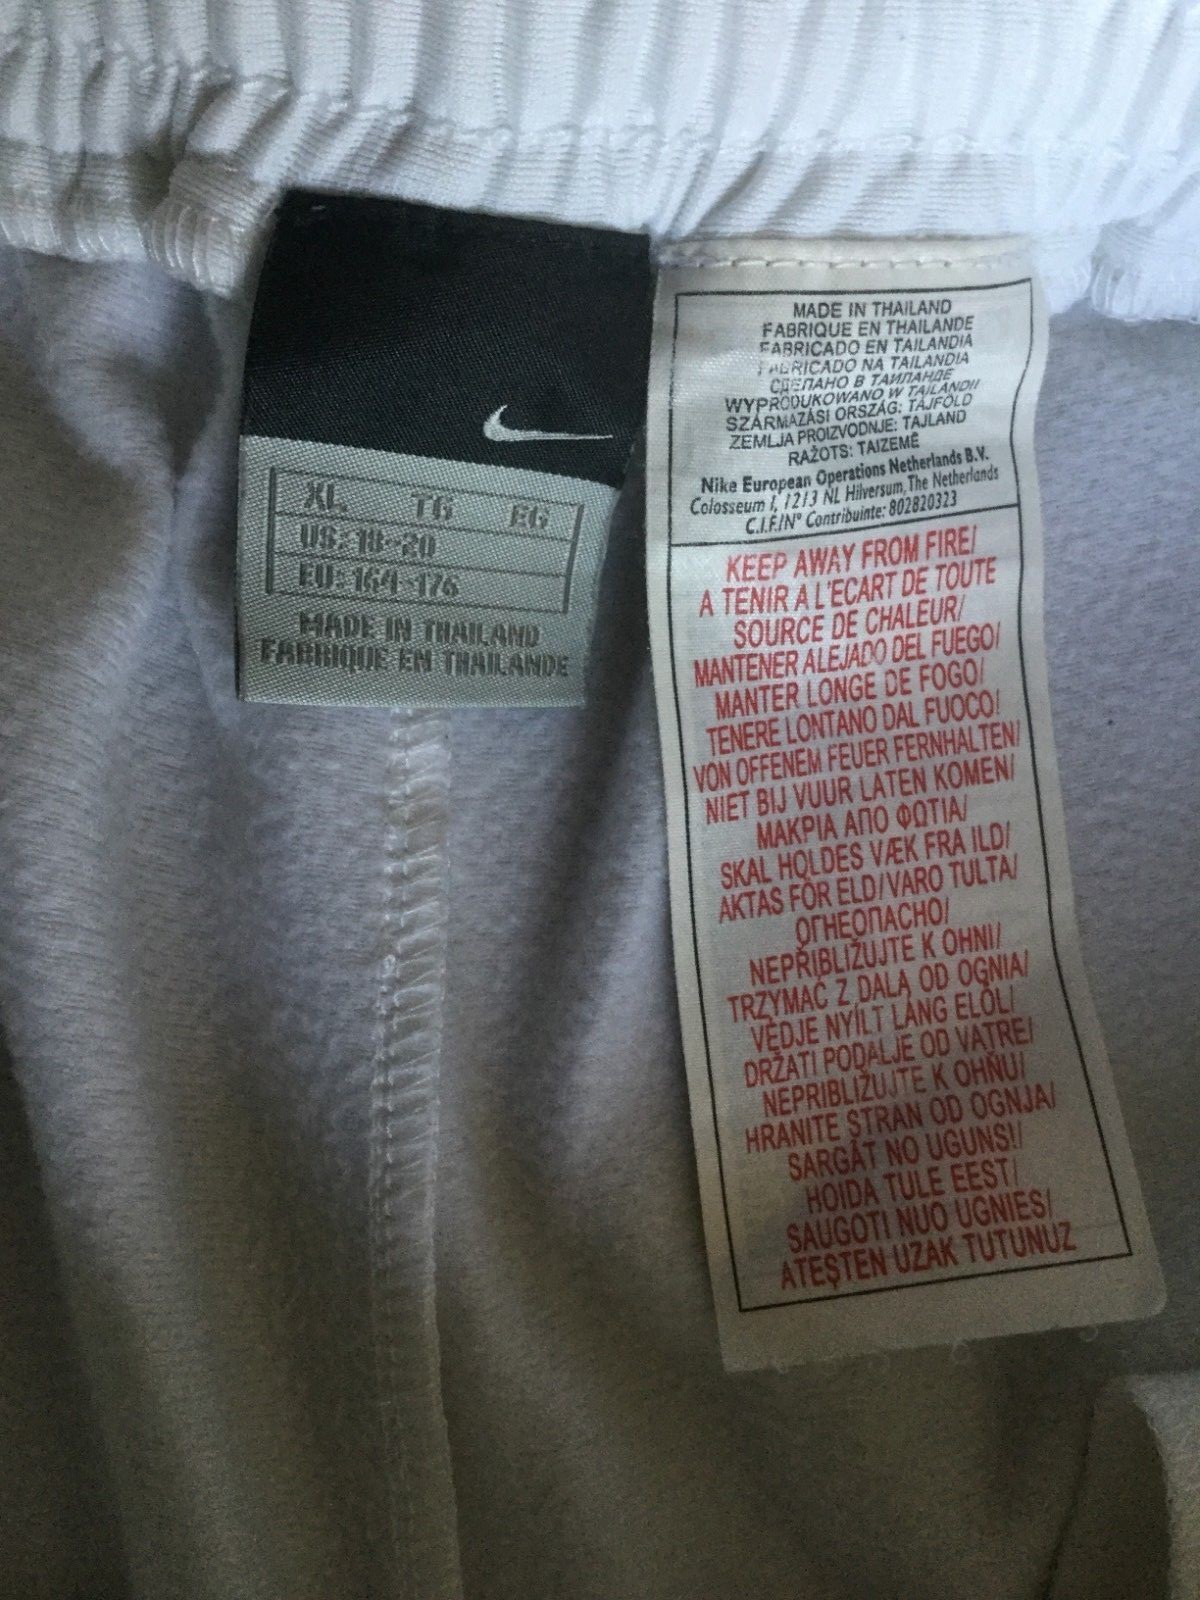 XL TG EG
US: 18-20
EU: 164-176
MADE IN THAILAND
FABRIQUE EN THAILANDE
MADE IN THAILAND
FABRIQUE EN THAILANDE
FABRICADO EN TAILANDIA
FABRICADO NA TAILANDIA
СДЕЛАНО В ТАИЛАНДЕ
WYPRODUKOWANO W TAJLANDII
SZÁRMAZÁSI ORSZÁG: TÁJFÖLD
ZEMLJA PROIZVODNJE: TAJLAND
RAŽOTS: TAIZEMĒ
Nike European Operations Netherlands B.V.
Colosseum 1, 1213 NL Hilversum, The Netherlands
C.I.F./Nº Contribuinte: 802820323
KEEP AWAY FROM FIRE/
A TENIR A L'ECART DE TOUTE
SOURCE DE CHALEUR/
MANTENER ALEJADO DEL FUEGO/
MANTER LONGE DE FOGO/
TENERE LONTANO DAL FUOCO/
VON OFFENEM FEUER FERNHALTEN/
NIET BIJ VUUR LATEN KOMEN/
ΜΑΚΡΙΑ ΑΠΟ ΦΩΤΙΑ/
SKAL HOLDES VÆK FRA ILD/
AKTAS FÖR ELD/VARO TULTA/
ОГНЕОПАСНО/
NEPŘIBLIŽUJTE K OHNI/
TRZYMAĆ Z DALA OD OGNIA/
VÉDJE NYÍLT LÁNG ELŐL/
DRŽATI PODALJE OD VATRE/
NEPRIBLIŽUJTE K OHŇU/
HRANITE STRAN OD OGNJA/
SARGĀT NO UGUNS!/
HOIDA TULE EEST/
SAUGOTI NUO UGNIES/
ATEŞTEN UZAK TUTUNUZ